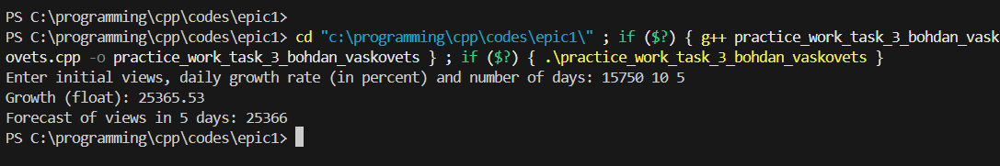 PS C:\programming\cpp\codes\epic1>
PS C:\programming\cpp\codes\epic1> cd "c:\programming\cpp\codes\epic1\" ; if ($?) { g++ practice_work_task_3_bohdan_vask
ovets.cpp -o practice_work_task_3_bohdan_vaskovets } ; if ($?) { .\practice_work_task_3_bohdan_vaskovets }
Enter initial views, daily growth rate (in percent) and number of days: 15750 10 5
Growth (float): 25365.53
Forecast of views in 5 days: 25366
PS C:\programming\cpp\codes\epic1>